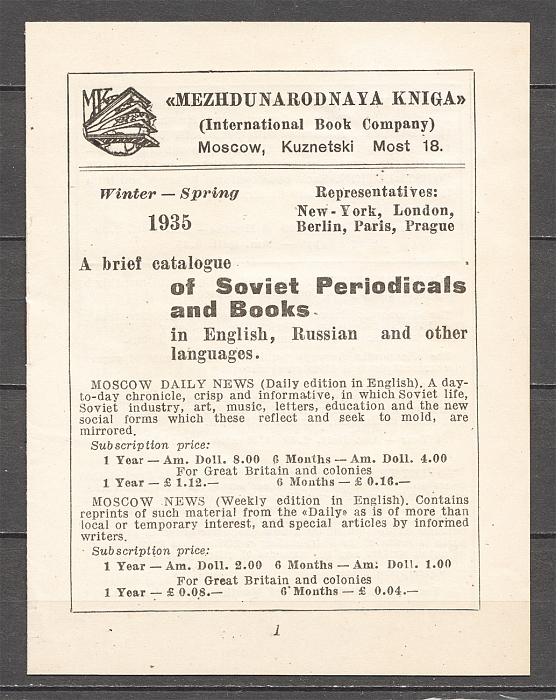 MK
«MEZHDUNARODNAYA KNIGA»
(International Book Company)
Moscow, Kuznetski Most 18.
Winter — Spring
1935
Representatives:
New-York, London,
Berlin, Paris, Prague
A brief catalogue
of Soviet Periodicals
and Books
in English, Russian and other
languages.
MOSCOW DAILY NEWS (Daily edition in English). A day-
to-day chronicle, crisp and informative, in which Soviet life,
Soviet industry, art, music, letters, education and the new
social forms which these reflect and seek to mold, are
mirrored.
Subscription price:
1 Year — Am. Doll. 8.00 6 Months — Am. Doll. 4.00
For Great Britain and colonies
1 Year — £ 1.12.— 6 Months — £ 0.16.—
MOSCOW NEWS (Weekly edition in English). Contains
reprints of such material from the «Daily» as is of more than
local or temporary interest, and special articles by informed
writers.
Subscription price:
1 Year — Am. Doll. 2.00 6 Months — Am. Doll. 1.00
For Great Britain and colonies
1 Year — £ 0.08.— 6 Months — £ 0.04.—
1